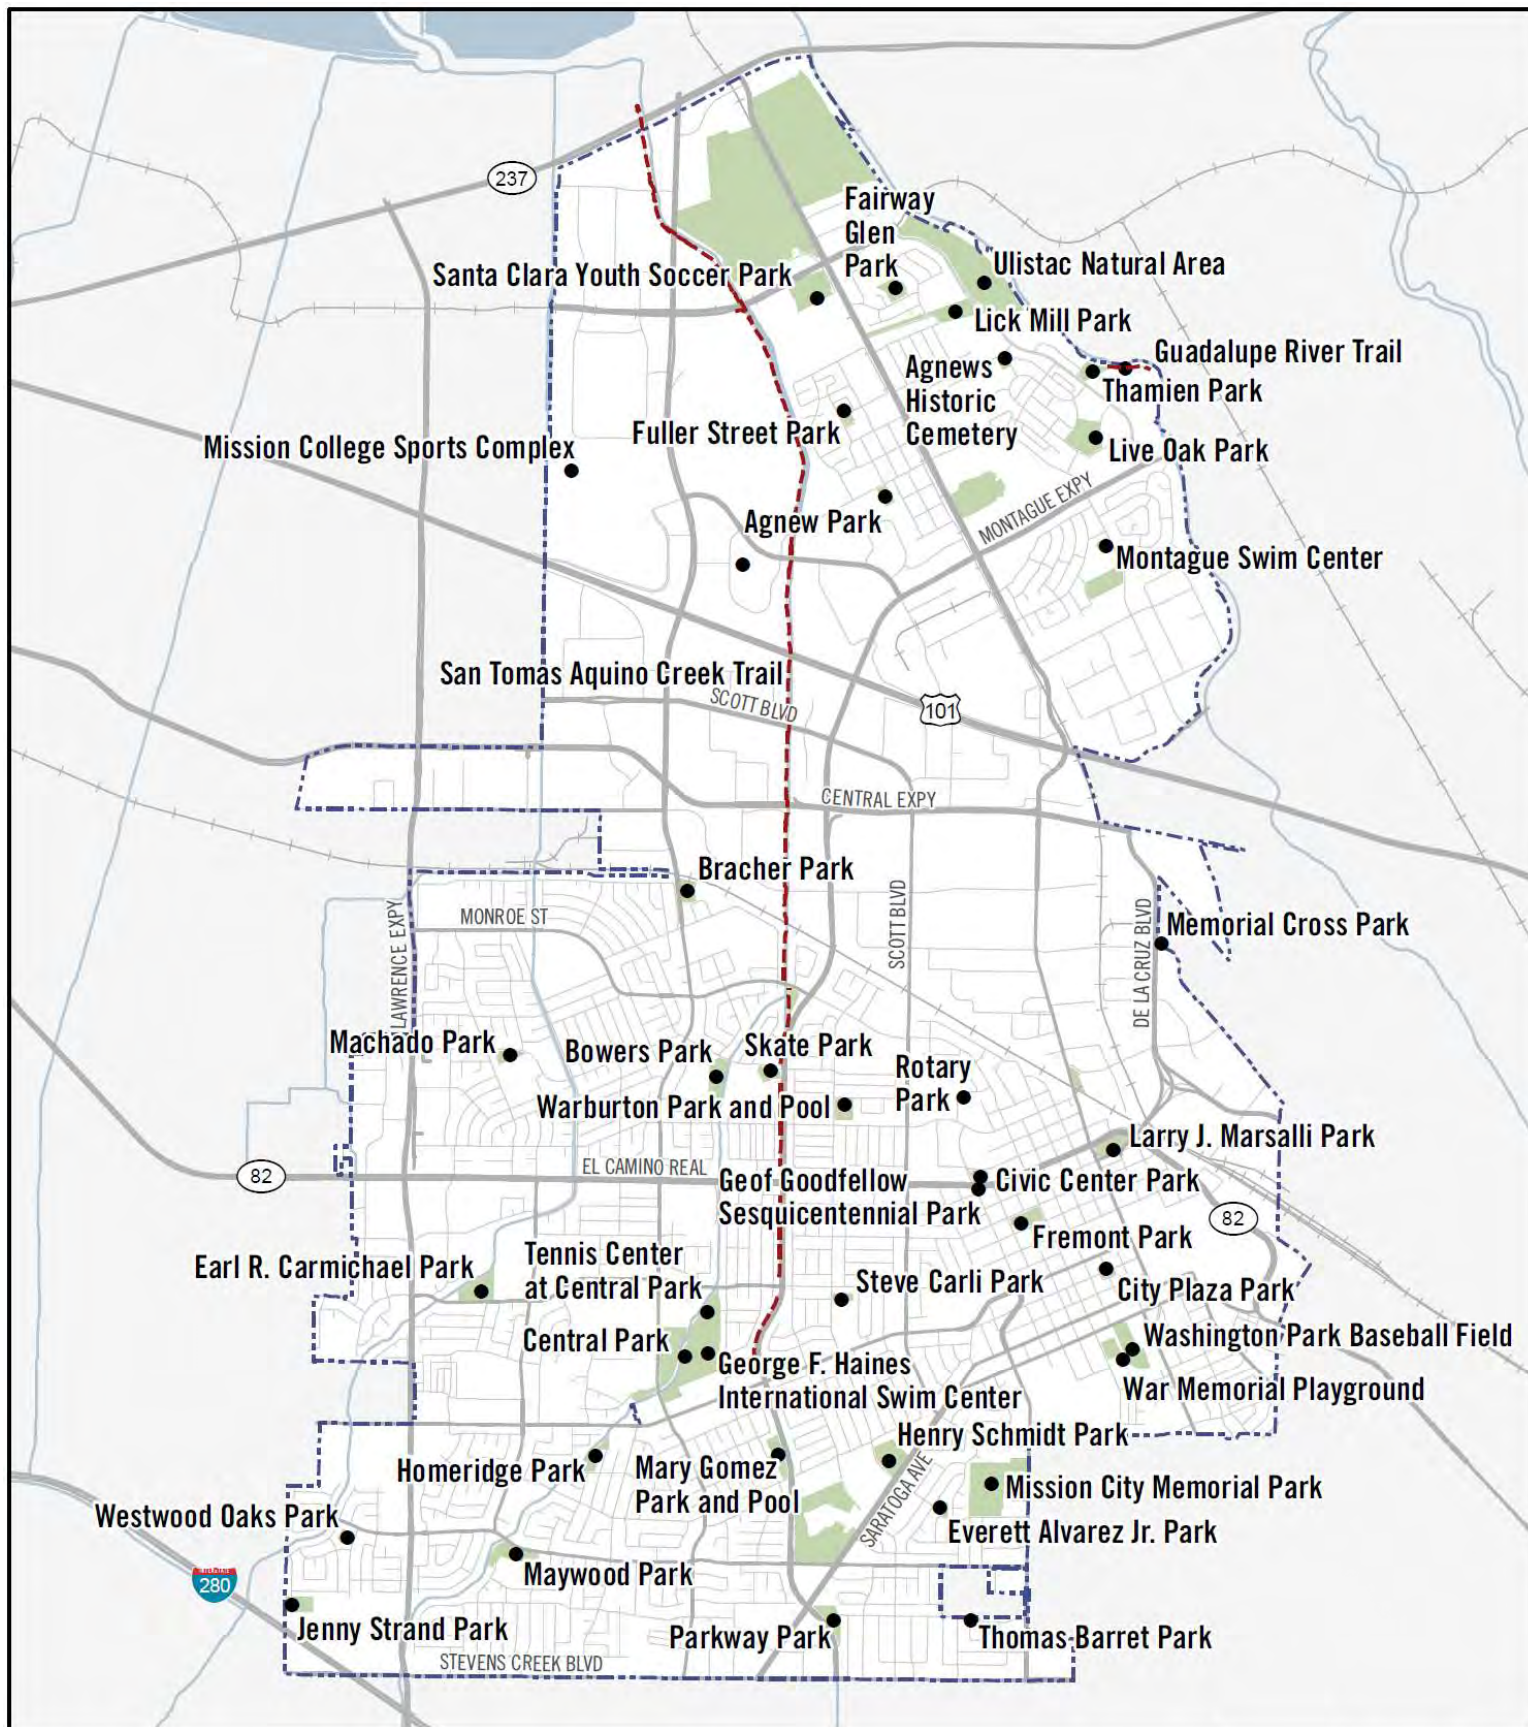 237
Fairway
Glen
Park
Santa Clara Youth Soccer Park
Ulistac Natural Area
Lick Mill Park
Guadalupe River Trail
Agnews
Historic
Cemetery
Thamien Park
Fuller Street Park
Mission College Sports Complex
Live Oak Park
MONTAGUE EXPY
Agnew Park
Montague Swim Center
San Tomas Aquino Creek Trail
SCOTT BLVD
101
CENTRAL EXPY
Bracher Park
SCOTT BLVD
MONROE ST
LAWRENCE EXPY
DE LA CRUZ BLVD
Memorial Cross Park
Machado Park
Bowers Park
Skate Park
Rotary
Park
Warburton Park and Pool
Larry J. Marsalli Park
82
EL CAMINO REAL
Geof Goodfellow
Sesquicentennial Park
Civic Center Park
82
Fremont Park
Earl R. Carmichael Park
Tennis Center
at Central Park
Steve Carli Park
City Plaza Park
Central Park
Washington Park Baseball Field
George F. Haines
International Swim Center
War Memorial Playground
Henry Schmidt Park
Homeridge Park
Mary Gomez
Park and Pool
SARATOGA AVE
Mission City Memorial Park
Westwood Oaks Park
Everett Alvarez Jr. Park
280
Maywood Park
Jenny Strand Park
Parkway Park
Thomas Barret Park
STEVENS CREEK BLVD